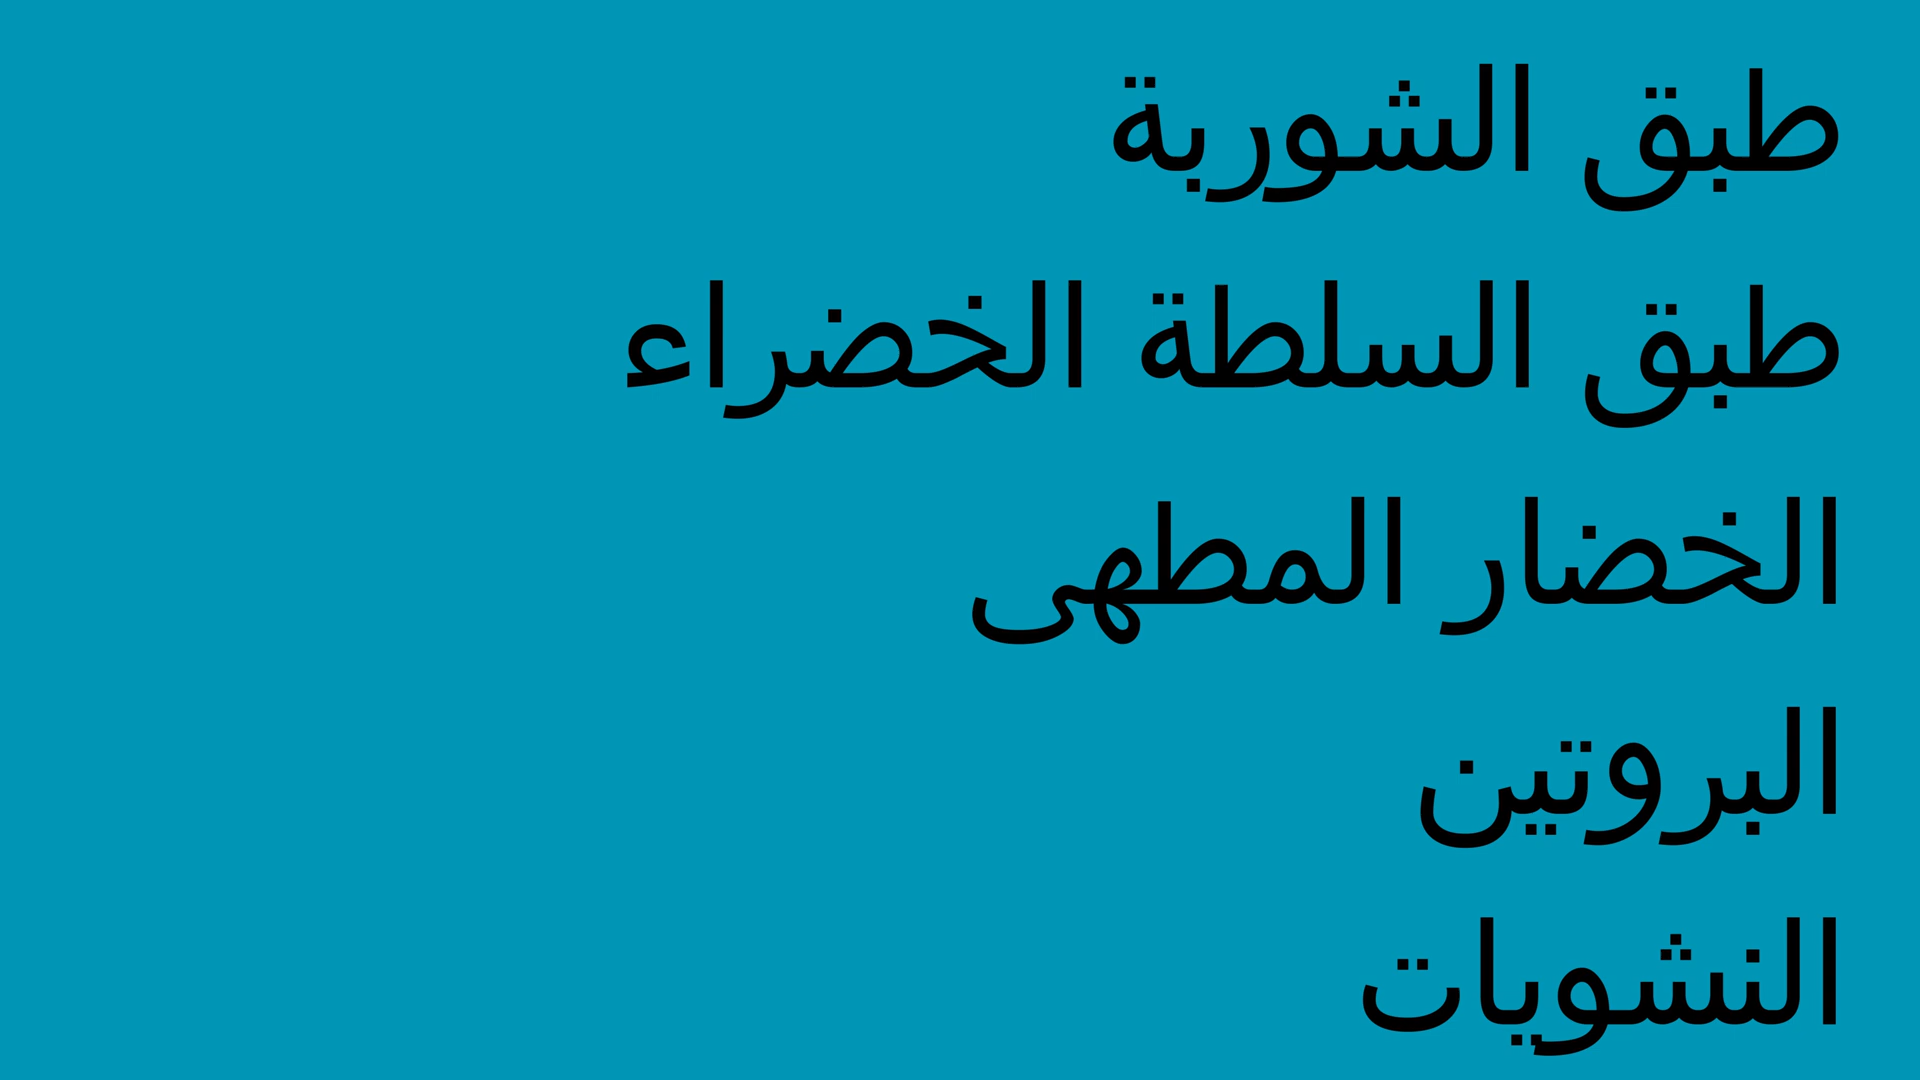 طبق الشوربة
طبق السلطة الخضراء
الخضار المطهى
البروتين
النشويات